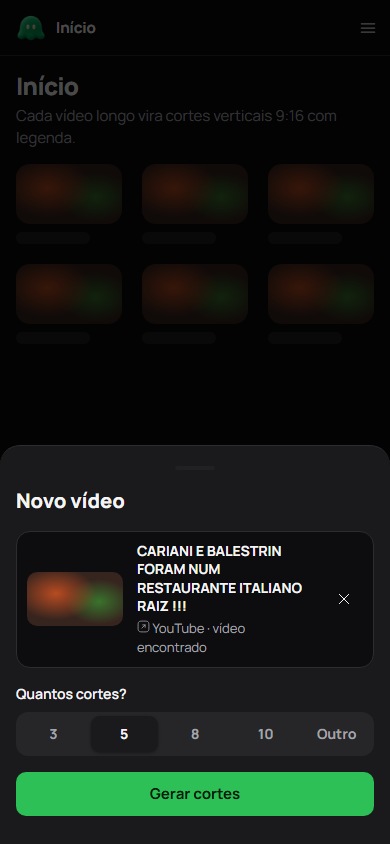 Início
Início
Cada vídeo longo vira cortes verticais 9:16 com
legenda.
Novo vídeo
CARIANI E BALESTRIN
FORAM NUM
RESTAURANTE ITALIANO
RAIZ !!!
YouTube · vídeo
encontrado
Quantos cortes?
3 5 8 10 Outro
Gerar cortes